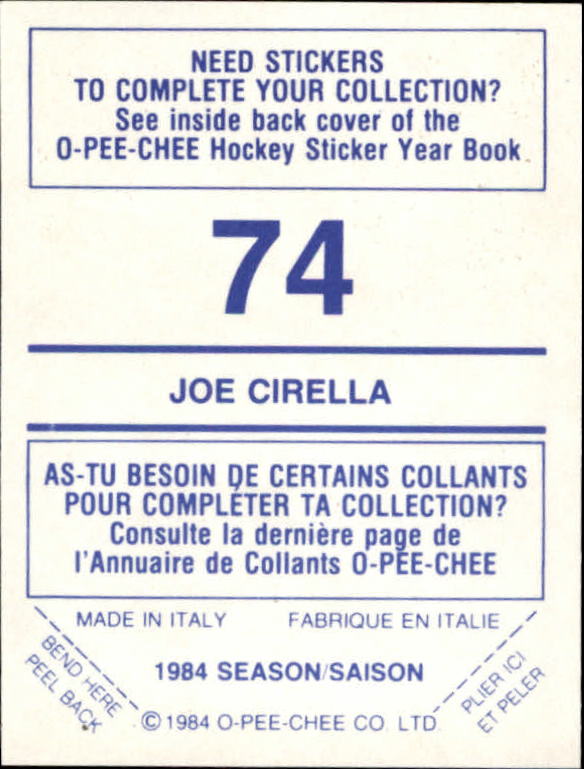 NEED STICKERS
TO COMPLETE YOUR COLLECTION?
See inside back cover of the
O-PEE-CHEE Hockey Sticker Year Book
74
JOE CIRELLA
AS-TU BESOIN DE CERTAINS COLLANTS
POUR COMPLÉTER TA COLLECTION?
Consulte la dernière page de
l'Annuaire de Collants O-PEE-CHEE
MADE IN ITALY FABRIQUE EN ITALIE
BEND HERE
PEEL BACK
1984 SEASON/SAISON
PLIER ICI
ET PELER
©1984 O-PEE-CHEE CO. LTD.